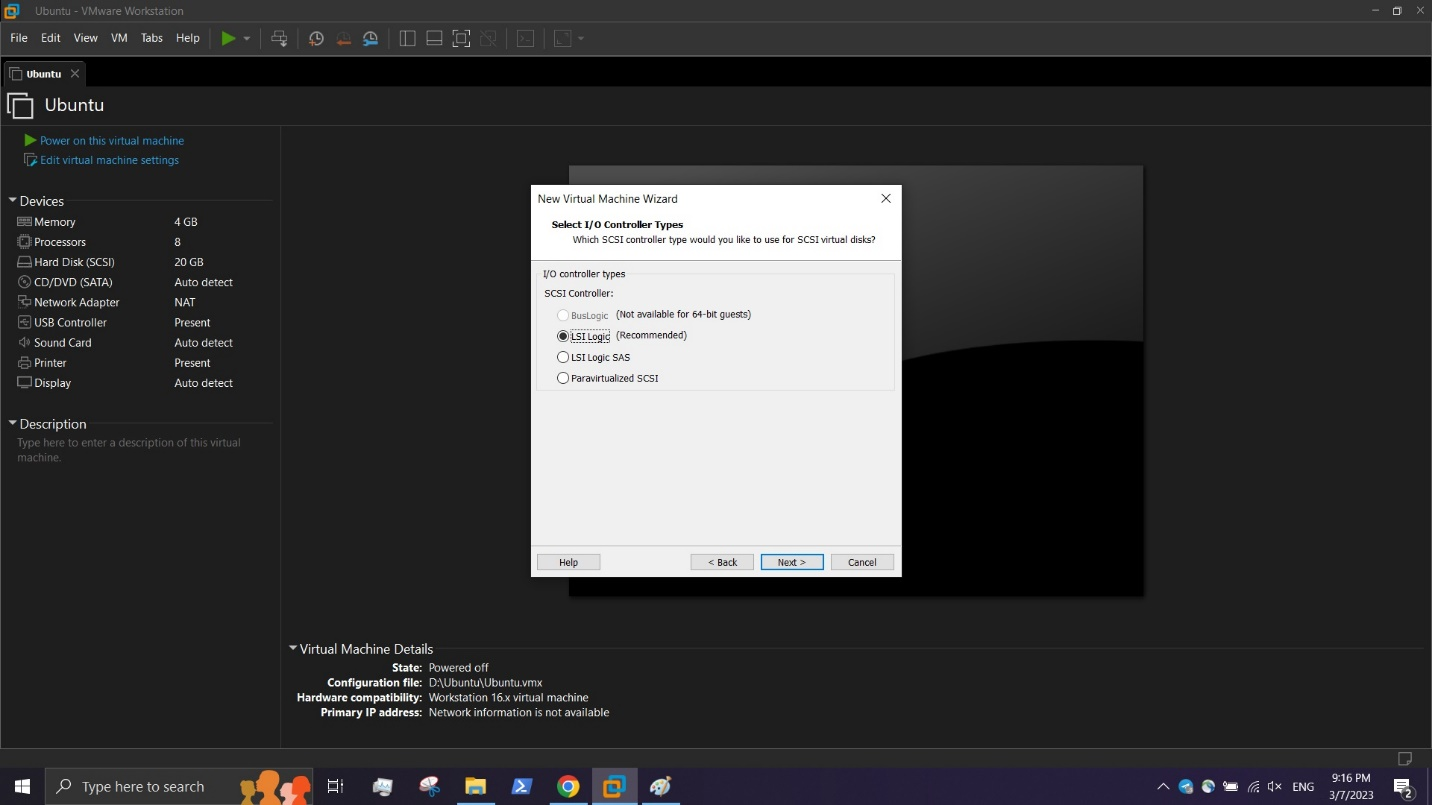 Ubuntu - VMware Workstation
File Edit View VM Tabs Help
Ubuntu
Ubuntu
Power on this virtual machine
Edit virtual machine settings
Devices
Memory 4 GB
Processors 8
Hard Disk (SCSI) 20 GB
CD/DVD (SATA) Auto detect
Network Adapter NAT
USB Controller Present
Sound Card Auto detect
Printer Present
Display Auto detect
Description
Type here to enter a description of this virtual
machine.
New Virtual Machine Wizard
Select I/O Controller Types
Which SCSI controller type would you like to use for SCSI virtual disks?
I/O controller types
SCSI Controller:
BusLogic (Not available for 64-bit guests)
LSI Logic (Recommended)
LSI Logic SAS
Paravirtualized SCSI
Help < Back Next > Cancel
Virtual Machine Details
State: Powered off
Configuration file: D:\Ubuntu\Ubuntu.vmx
Hardware compatibility: Workstation 16.x virtual machine
Primary IP address: Network information is not available
Type here to search
ENG
9:16 PM
3/7/2023
2